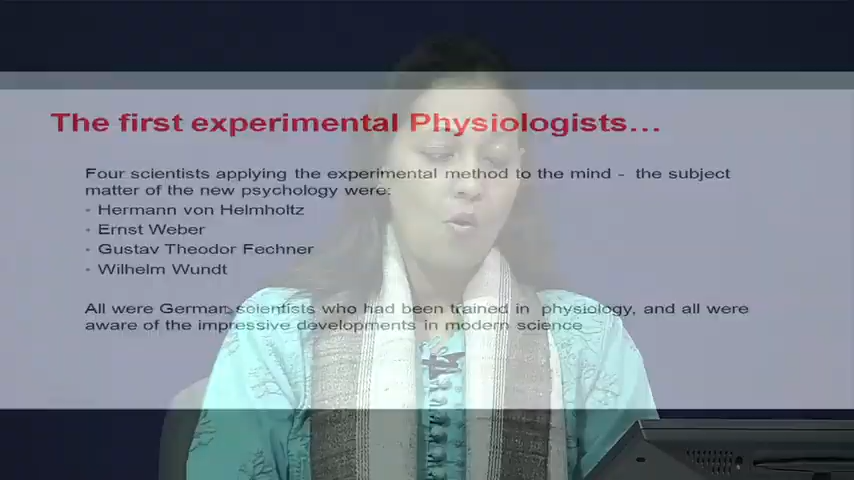 The first experimental Physiologists...
Four scientists applying the experimental method to the mind - the subject
matter of the new psychology were:
- Hermann von Helmholtz
- Ernst Weber
- Gustav Theodor Fechner
- Wilhelm Wundt
All were German scientists who had been trained in physiology, and all were
aware of the impressive developments in modern science